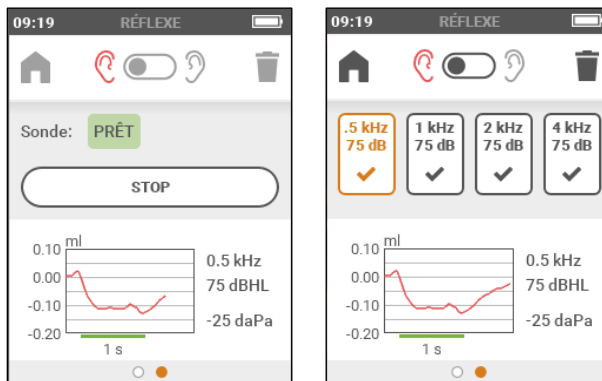 09:19 RÉFLEXE
Sonde: PRÊT
STOP
ml
0.10
0.00
-0.10
-0.20
1 s
0.5 kHz
75 dBHL
-25 daPa
09:19 RÉFLEXE
.5 kHz
75 dB
1 kHz
75 dB
2 kHz
75 dB
4 kHz
75 dB
ml
0.10
0.00
-0.10
-0.20
1 s
0.5 kHz
75 dBHL
-25 daPa